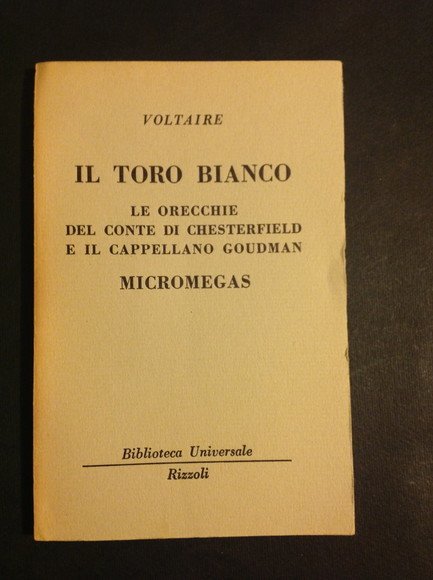 VOLTAIRE
IL TORO BIANCO
LE ORECCHIE
DEL CONTE DI CHESTERFIELD
E IL CAPPELLANO GOUDMAN
MICROMEGAS
Biblioteca Universale
Rizzoli